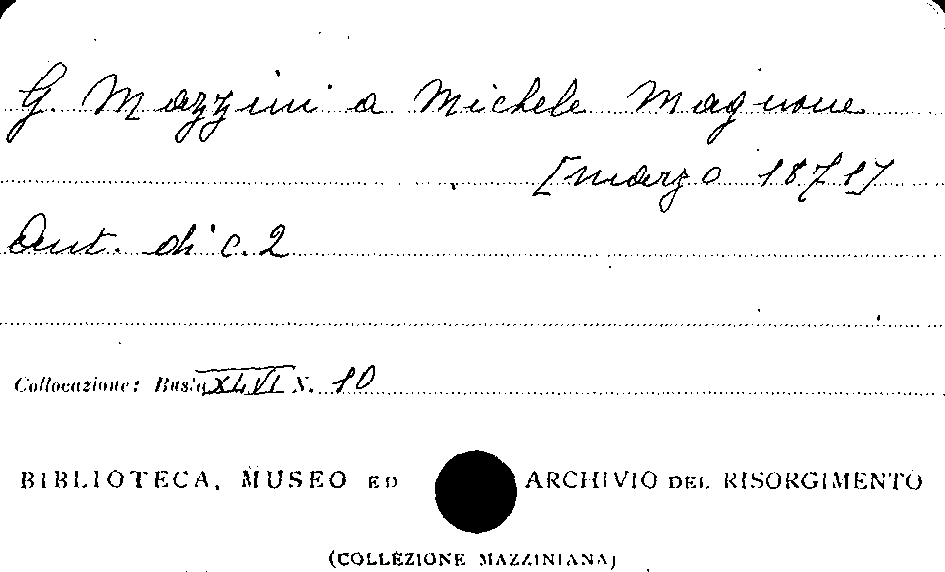 G. Mazzini a Michele Magnone
[marzo 1871]
Aut. di c. 2
Collocazione: Busta XLVI N. 10
BIBLIOTECA, MUSEO ED ARCHIVIO DEL RISORGIMENTO
(COLLEZIONE MAZZINIANA)